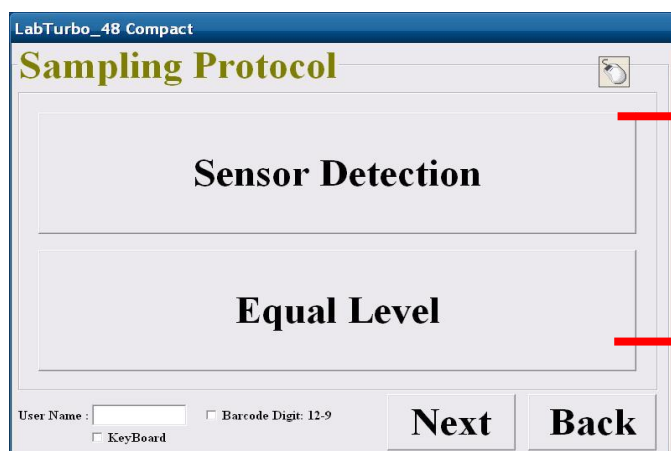 LabTurbo_48 Compact
Sampling Protocol
Sensor Detection
Equal Level
User Name :
Barcode Digit: 12-9
KeyBoard
Next
Back